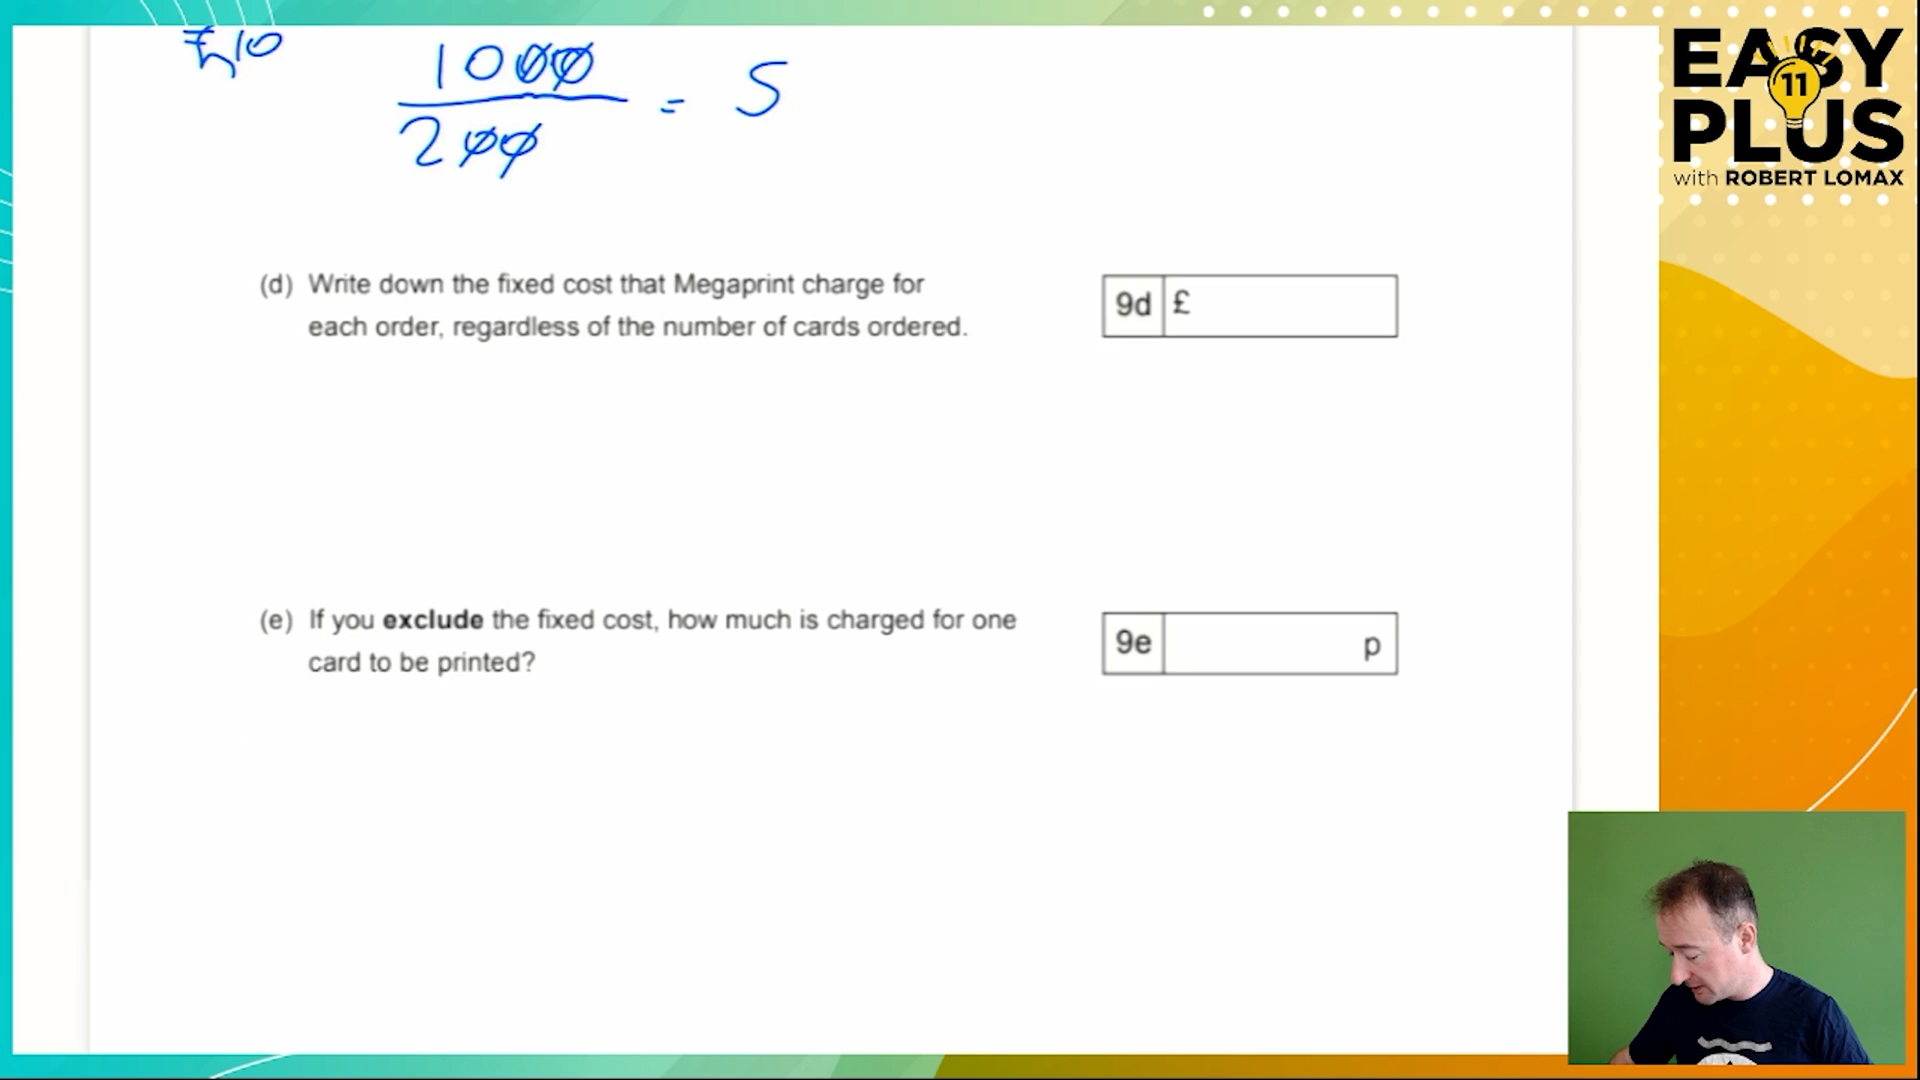 £10
1000
200
= 5
EASY
11
PLUS
with ROBERT LOMAX
(d) Write down the fixed cost that Megaprint charge for
each order, regardless of the number of cards ordered.
9d £
(e) If you exclude the fixed cost, how much is charged for one
card to be printed?
9e p